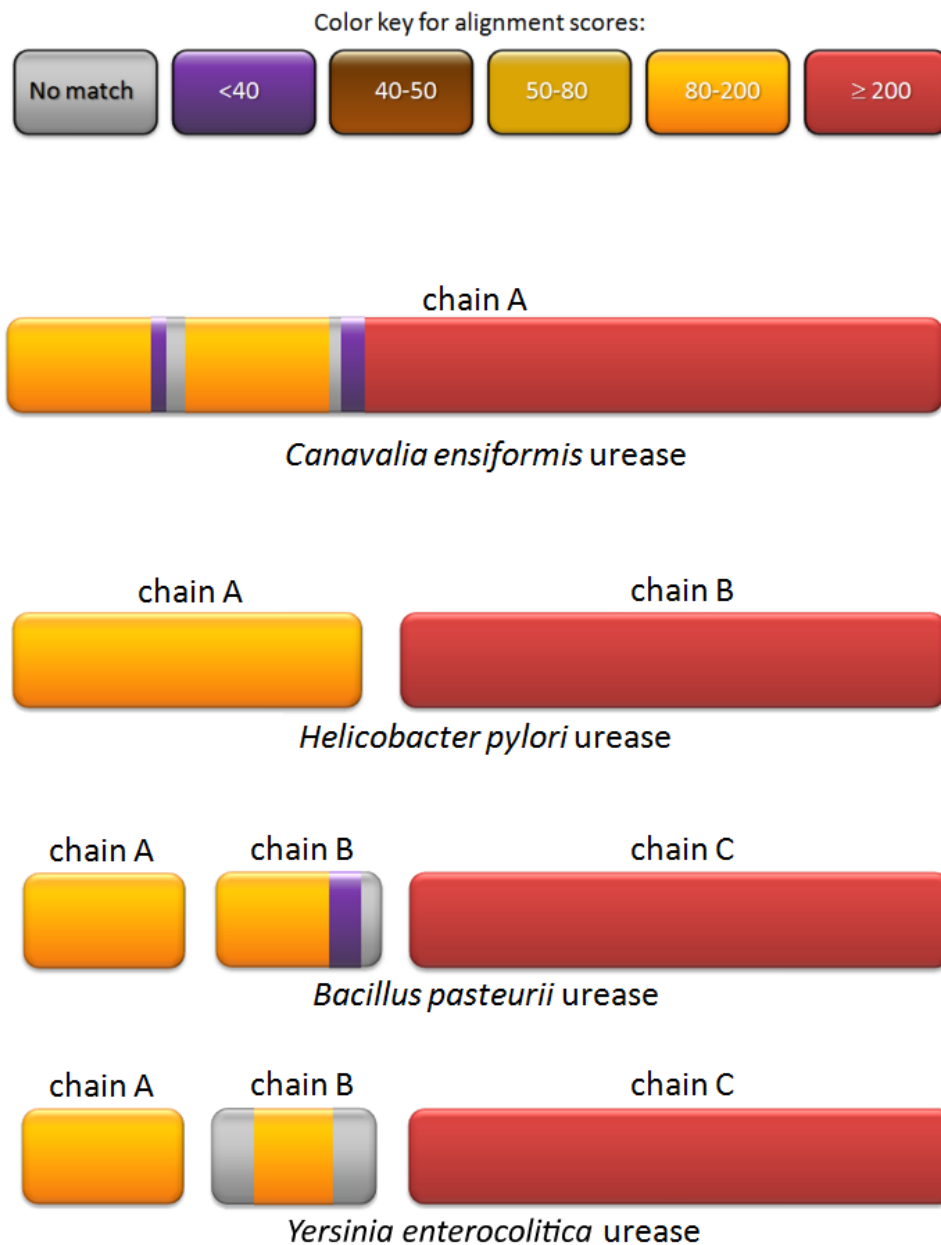 Color key for alignment scores:
No match <40 40-50 50-80 80-200 ≥ 200
chain A
Canavalia ensiformis urease
chain A chain B
Helicobacter pylori urease
chain A chain B chain C
Bacillus pasteurii urease
chain A chain B chain C
Yersinia enterocolitica urease